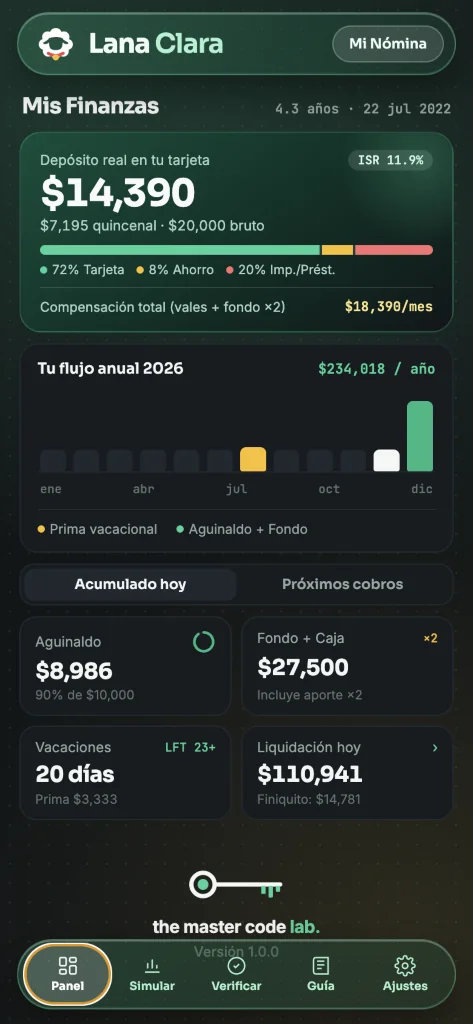 Lana Clara
Mi Nómina
Mis Finanzas
4.3 años · 22 jul 2022
Depósito real en tu tarjeta
ISR 11.9%
$14,390
$7,195 quincenal · $20,000 bruto
72% Tarjeta
8% Ahorro
20% Imp./Prést.
Compensación total (vales + fondo ×2)
$18,390/mes
Tu flujo anual 2026
$234,018 / año
ene
abr
jul
oct
dic
Prima vacacional
Aguinaldo + Fondo
Acumulado hoy
Próximos cobros
Aguinaldo
$8,986
90% de $10,000
Fondo + Caja
×2
$27,500
Incluye aporte ×2
Vacaciones
LFT 23+
20 días
Prima $3,333
Liquidación hoy
›
$110,941
Finiquito: $14,781
the master code lab.
Versión 1.0.0
Panel
Simular
Verificar
Guía
Ajustes